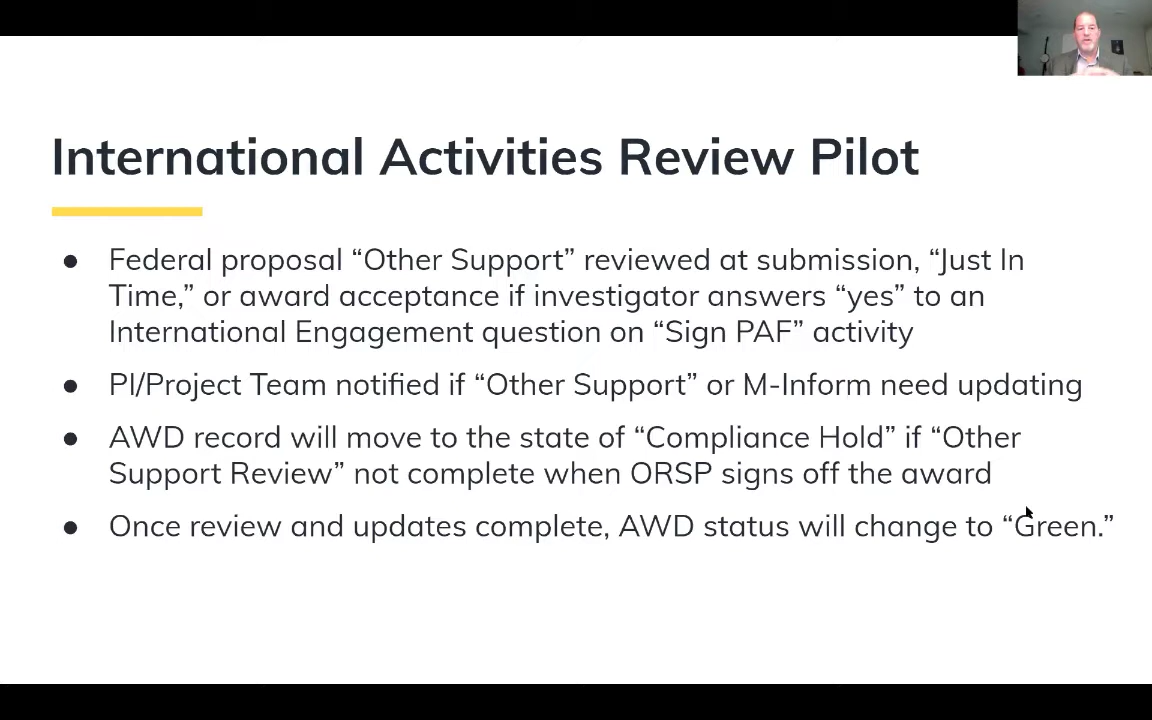 International Activities Review Pilot
● Federal proposal “Other Support” reviewed at submission, “Just In
Time,” or award acceptance if investigator answers “yes” to an
International Engagement question on “Sign PAF” activity
● PI/Project Team notified if “Other Support” or M-Inform need updating
● AWD record will move to the state of “Compliance Hold” if “Other
Support Review” not complete when ORSP signs off the award
● Once review and updates complete, AWD status will change to “Green.”